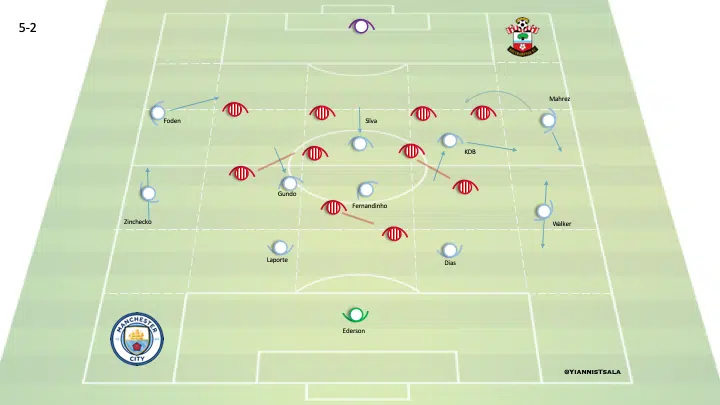 5-2
Mahrez
Foden
Silva
KDB
Gundo
Fernandinho
Zinchecko
Walker
Laporte
Dias
MANCHESTER
CITY
Ederson
@YIANNISTSALA